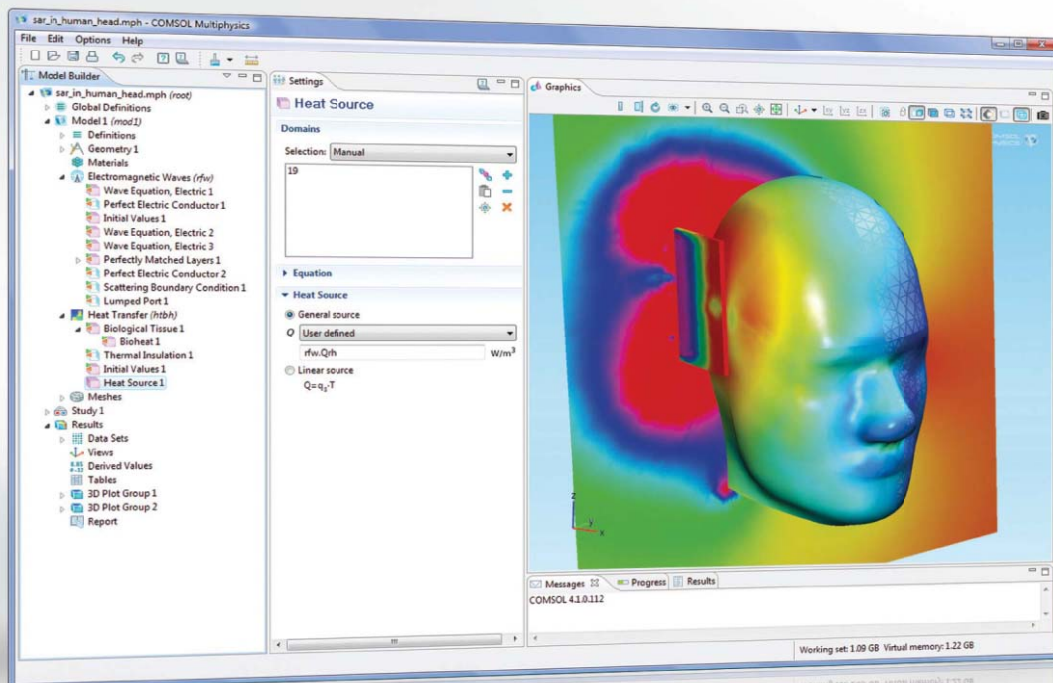 sar_in_human_head.mph - COMSOL Multiphysics
File Edit Options Help
Model Builder
sar_in_human_head.mph (root)
Global Definitions
Model 1 (mod1)
Definitions
Geometry 1
Materials
Electromagnetic Waves (rfw)
Wave Equation, Electric 1
Perfect Electric Conductor 1
Initial Values 1
Wave Equation, Electric 2
Wave Equation, Electric 3
Perfectly Matched Layers 1
Perfect Electric Conductor 2
Scattering Boundary Condition 1
Lumped Port 1
Heat Transfer (htbh)
Biological Tissue 1
Bioheat 1
Thermal Insulation 1
Initial Values 1
Heat Source 1
Meshes
Study 1
Results
Data Sets
Views
Derived Values
Tables
3D Plot Group 1
3D Plot Group 2
Report
Settings
Heat Source
Domains
Selection: Manual
19
Equation
Heat Source
General source
Q User defined
rfw.Qrh W/m³
Linear source
Q=qₛ·T
Graphics
z
y
x
Messages Progress Results
COMSOL 4.1.0.112
Working set: 1.09 GB Virtual memory: 1.22 GB